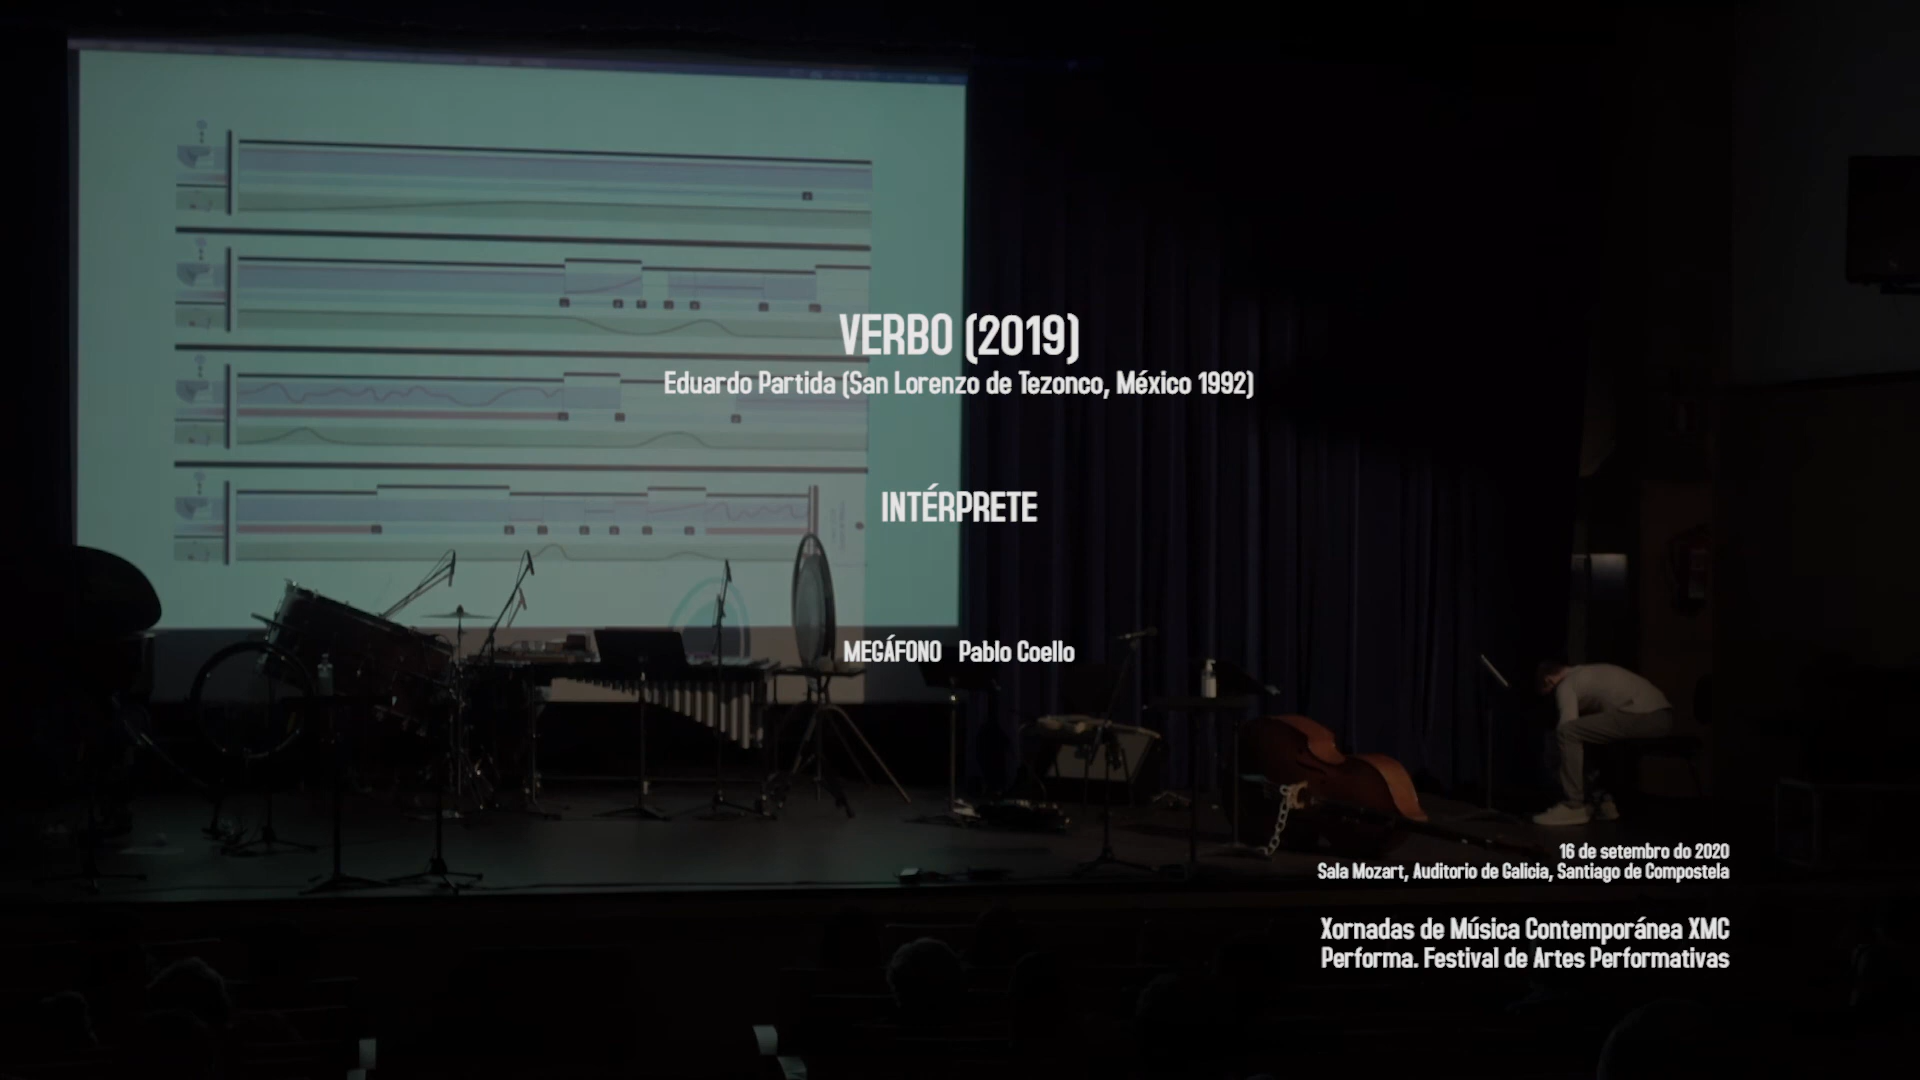 VERBO (2019)
Eduardo Partida (San Lorenzo de Tezonco, México 1992)
INTÉRPRETE
MEGÁFONO Pablo Coello
16 de setembro do 2020
Sala Mozart, Auditorio de Galicia, Santiago de Compostela
Xornadas de Música Contemporánea XMC
Performa. Festival de Artes Performativas